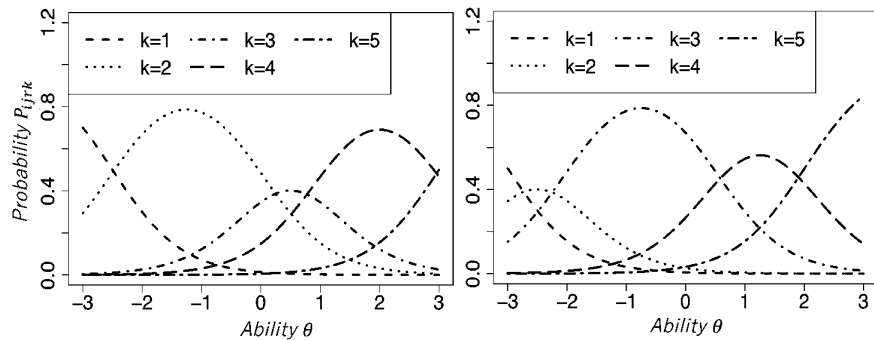 1.2
k=1 k=3 k=5
k=2 k=4
0.8
0.4
0.0
Probability P_ijrk
−3 −2 −1 0 1 2 3
Ability θ
1.2
k=1 k=3 k=5
k=2 k=4
0.8
0.4
0.0
−3 −2 −1 0 1 2 3
Ability θ